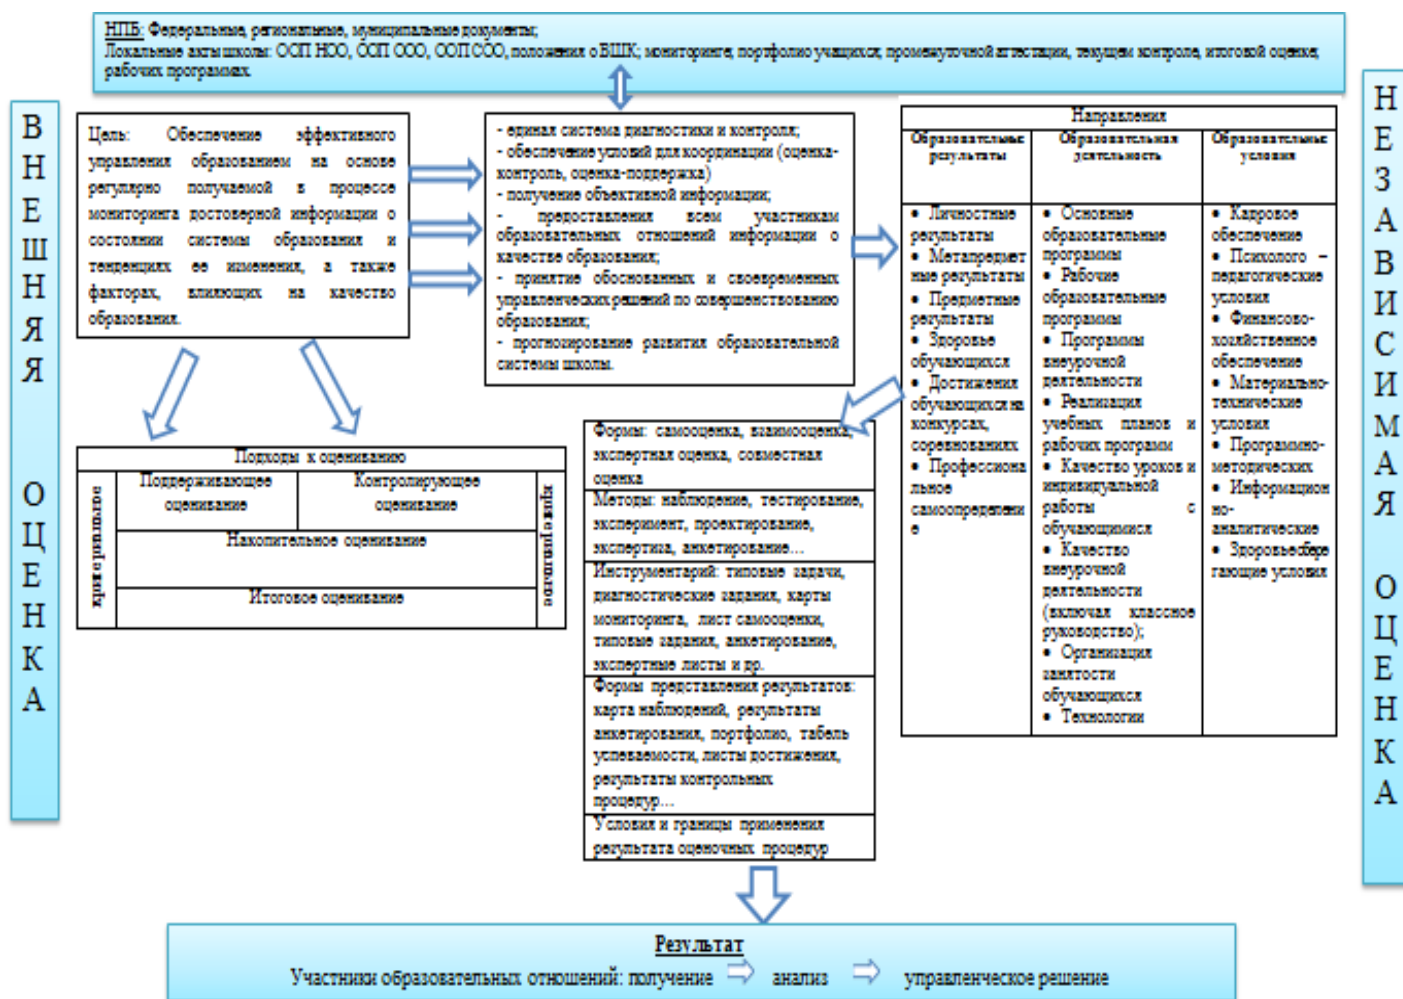 НПБ: Федеральные, региональные, муниципальные документы;
Локальные акты школы: ООП НОО, ООП ООО, ООП СОО, положения о ВШК; мониторинге, портфолио учащихся, промежуточной аттестации, текущем контроле, итоговой оценке,
рабочих программах.
ВНЕШНЯЯ ОЦЕНКА
Цель: Обеспечение эффективного
управления образованием на основе
регулярно получаемой в процессе
мониторинга достоверной информации о
состоянии системы образования и
тенденциях ее изменения, а также
факторах, влияющих на качество
образования.
- единая система диагностики и контроля;
- обеспечение условий для координации (оценка-
контроль, оценка-поддержка)
- получение объективной информации;
- предоставления всем участникам
образовательных отношений информации о
качестве образования;
- принятие обоснованных и своевременных
управленческих решений по совершенствованию
образования;
- прогнозирование развития образовательной
системы школы.
Направления
Образовательные
результаты
Образовательная
деятельность
Образовательные
условия
• Личностные
результаты
• Метапредмет
ные результаты
• Предметные
результаты
• Здоровье
обучающихся
• Достижения
обучающихся на
конкурсах,
соревнованиях
• Профессиона
льное
самоопределени
е
• Основные
образовательные
программы
• Рабочие
образовательные
программы
• Программы
внеурочной
деятельности
• Реализация
учебных планов и
рабочих программ
• Качество уроков и
индивидуальной
работы с
обучающимися
• Качество
внеурочной
деятельности
(включая классное
руководство);
• Организация
занятости
обучающихся
• Технологии
• Кадровое
обеспечение
• Психолого –
педагогические
условия
• Финансово-
хозяйственное
обеспечение
• Материально-
технические
условия
• Программно-
методических
• Информацион
но-
аналитические
• Здоровьесбере
гающие условия
НЕЗАВИСИМАЯ ОЦЕНКА
Подходы к оцениванию
Поддерживающее
оценивание
Контролирующее
оценивание
Накопительное оценивание
Итоговое оценивание
Формы: самооценка, взаимооценка,
экспертная оценка, совместная
оценка
Методы: наблюдение, тестирование,
эксперимент, проектирование,
экспертиза, анкетирование…
Инструментарий: типовые задачи,
диагностические задания, карты
мониторинга, лист самооценки,
типовые задания, анкетирование,
экспертные листы и др.
Формы представления результатов:
карта наблюдений, результаты
анкетирования, портфолио, табель
успеваемости, листы достижения,
результаты контрольных
процедур…
Условия и границы применения
результата оценочных процедур
Результат
Участники образовательных отношений: получение анализ управленческое решение